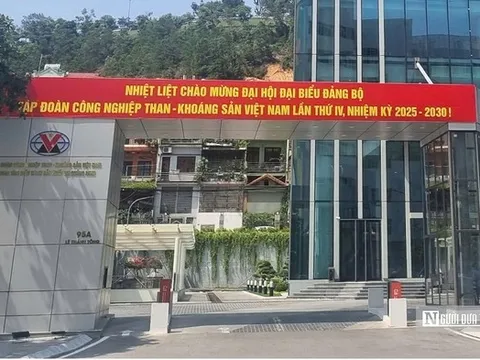 NHIỆT LIỆT CHÀO MỪNG ĐẠI HỘI ĐẠI BIỂU ĐẢNG BỘ
TẬP ĐOÀN CÔNG NGHIỆP THAN - KHOÁNG SẢN VIỆT NAM LẦN THỨ IV, NHIỆM KỲ 2025 - 2030!
95A
LÊ THÁNH TÔNG
NGƯỜI ĐƯA